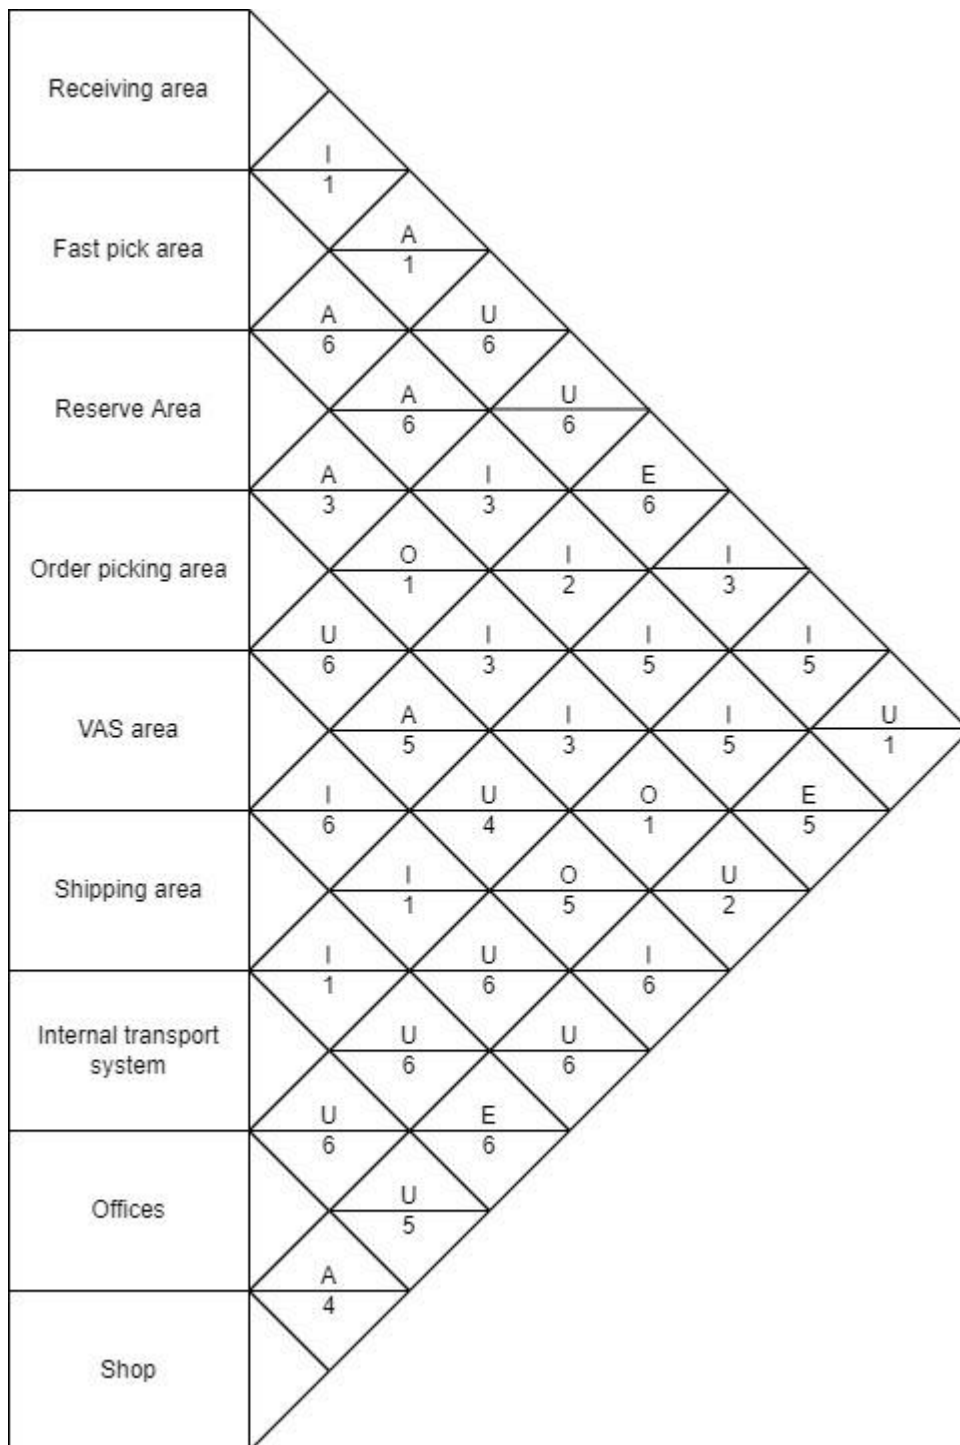 Receiving area
I
1
Fast pick area
A
1
A
6
U
6
Reserve Area
A
6
U
6
A
3
I
3
E
6
Order picking area
O
1
I
2
I
3
U
6
I
3
I
5
I
5
VAS area
A
5
I
3
I
5
U
1
I
6
U
4
O
1
E
5
Shipping area
I
1
O
5
U
2
I
1
U
6
I
6
Internal transport
system
U
6
U
6
U
6
E
6
Offices
U
5
A
4
Shop